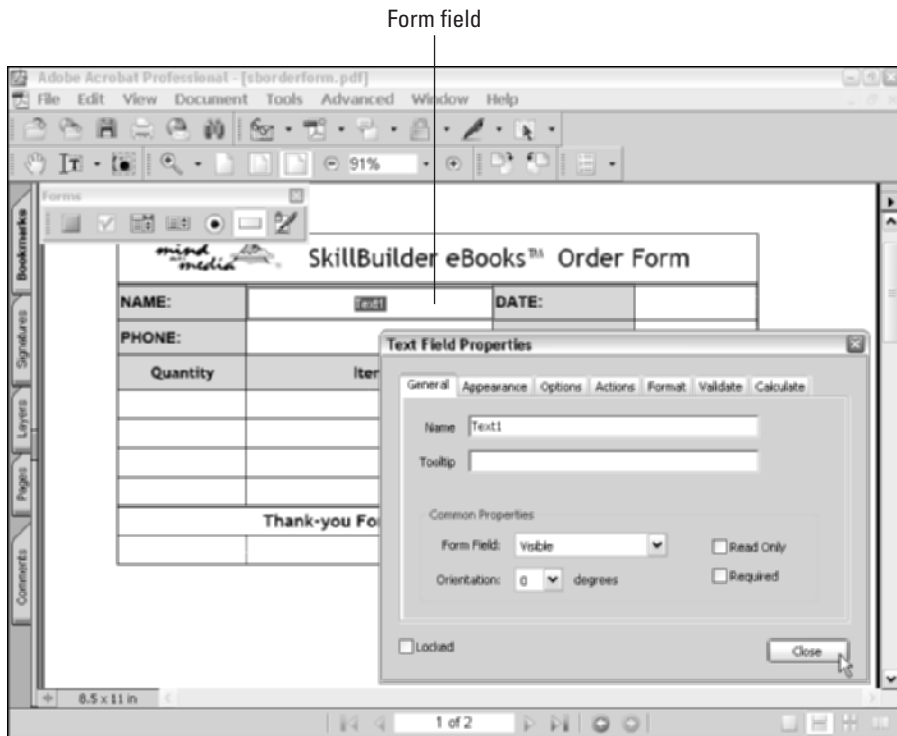 Form field
Adobe Acrobat Professional - [sborderform.pdf]
File Edit View Document Tools Advanced Window Help
91%
Forms
Bookmarks
Signatures
Layers
Pages
Comments
mind media
SkillBuilder eBooks™ Order Form
NAME:
Text1
DATE:
PHONE:
Quantity
Iter
Thank-you Fo
Text Field Properties
General Appearance Options Actions Format Validate Calculate
Name Text1
Tooltip
Common Properties
Form Field: Visible
Read Only
Orientation: 0 degrees
Required
Locked
Close
8.5 x 11 in
1 of 2